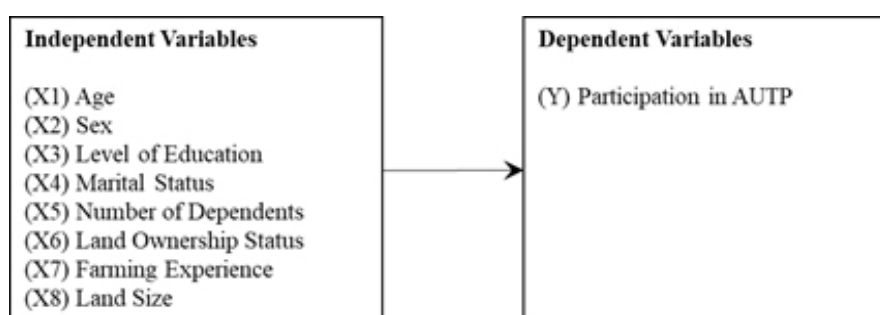 Independent Variables
(X1) Age
(X2) Sex
(X3) Level of Education
(X4) Marital Status
(X5) Number of Dependents
(X6) Land Ownership Status
(X7) Farming Experience
(X8) Land Size
Dependent Variables
(Y) Participation in AUTP